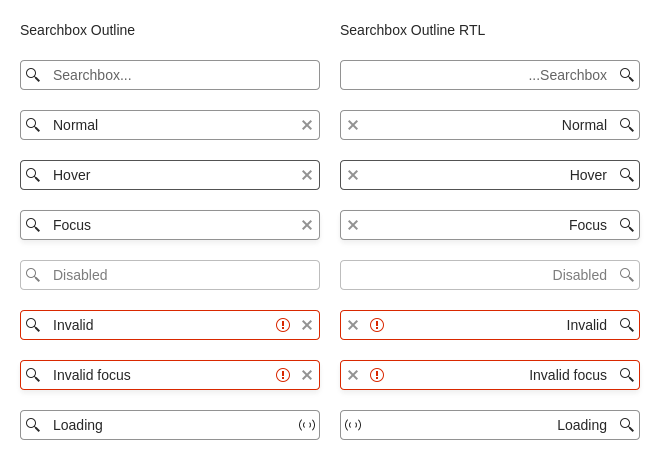 Searchbox Outline
Searchbox Outline RTL
Searchbox...
...Searchbox
Normal
Normal
Hover
Hover
Focus
Focus
Disabled
Disabled
Invalid
Invalid
Invalid focus
Invalid focus
Loading
Loading